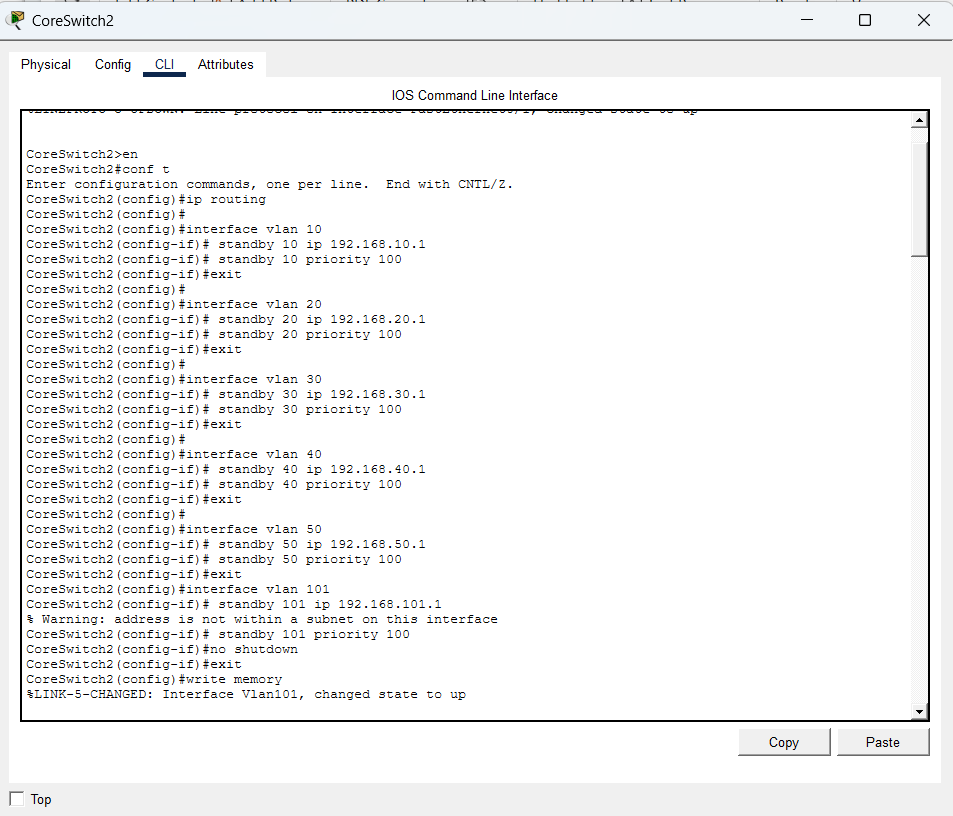 CoreSwitch2
Physical Config CLI Attributes
IOS Command Line Interface
CoreSwitch2>en
CoreSwitch2#conf t
Enter configuration commands, one per line.  End with CNTL/Z.
CoreSwitch2(config)#ip routing
CoreSwitch2(config)#
CoreSwitch2(config)#interface vlan 10
CoreSwitch2(config-if)# standby 10 ip 192.168.10.1
CoreSwitch2(config-if)# standby 10 priority 100
CoreSwitch2(config-if)#exit
CoreSwitch2(config)#
CoreSwitch2(config)#interface vlan 20
CoreSwitch2(config-if)# standby 20 ip 192.168.20.1
CoreSwitch2(config-if)# standby 20 priority 100
CoreSwitch2(config-if)#exit
CoreSwitch2(config)#
CoreSwitch2(config)#interface vlan 30
CoreSwitch2(config-if)# standby 30 ip 192.168.30.1
CoreSwitch2(config-if)# standby 30 priority 100
CoreSwitch2(config-if)#exit
CoreSwitch2(config)#
CoreSwitch2(config)#interface vlan 40
CoreSwitch2(config-if)# standby 40 ip 192.168.40.1
CoreSwitch2(config-if)# standby 40 priority 100
CoreSwitch2(config-if)#exit
CoreSwitch2(config)#
CoreSwitch2(config)#interface vlan 50
CoreSwitch2(config-if)# standby 50 ip 192.168.50.1
CoreSwitch2(config-if)# standby 50 priority 100
CoreSwitch2(config-if)#exit
CoreSwitch2(config)#interface vlan 101
CoreSwitch2(config-if)# standby 101 ip 192.168.101.1
% Warning: address is not within a subnet on this interface
CoreSwitch2(config-if)# standby 101 priority 100
CoreSwitch2(config-if)#no shutdown
CoreSwitch2(config-if)#exit
CoreSwitch2(config)#write memory
%LINK-5-CHANGED: Interface Vlan101, changed state to up
Copy Paste
Top